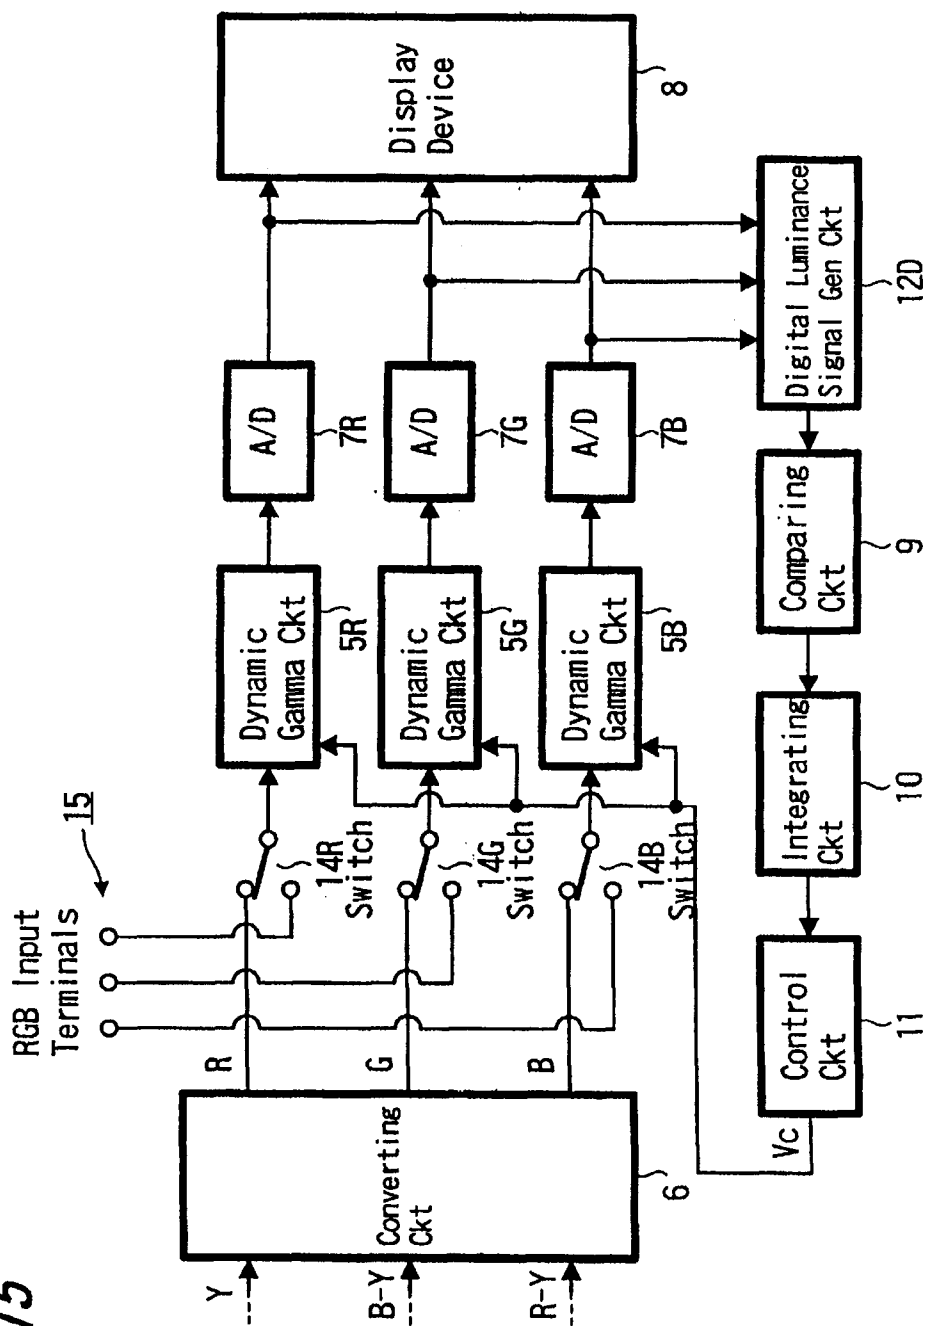 15
Y
B-Y
R-Y
Converting
Ckt
6
R
G
B
RGB Input
Terminals
15
14R
Switch
14G
Switch
14B
Switch
Dynamic
Gamma Ckt
5R
Dynamic
Gamma Ckt
5G
Dynamic
Gamma Ckt
5B
A/D
7R
A/D
7G
A/D
7B
Display
Device
8
Digital Luminance
Signal Gen Ckt
12D
Comparing
Ckt
9
Integrating
Ckt
10
Control
Ckt
11
Vc